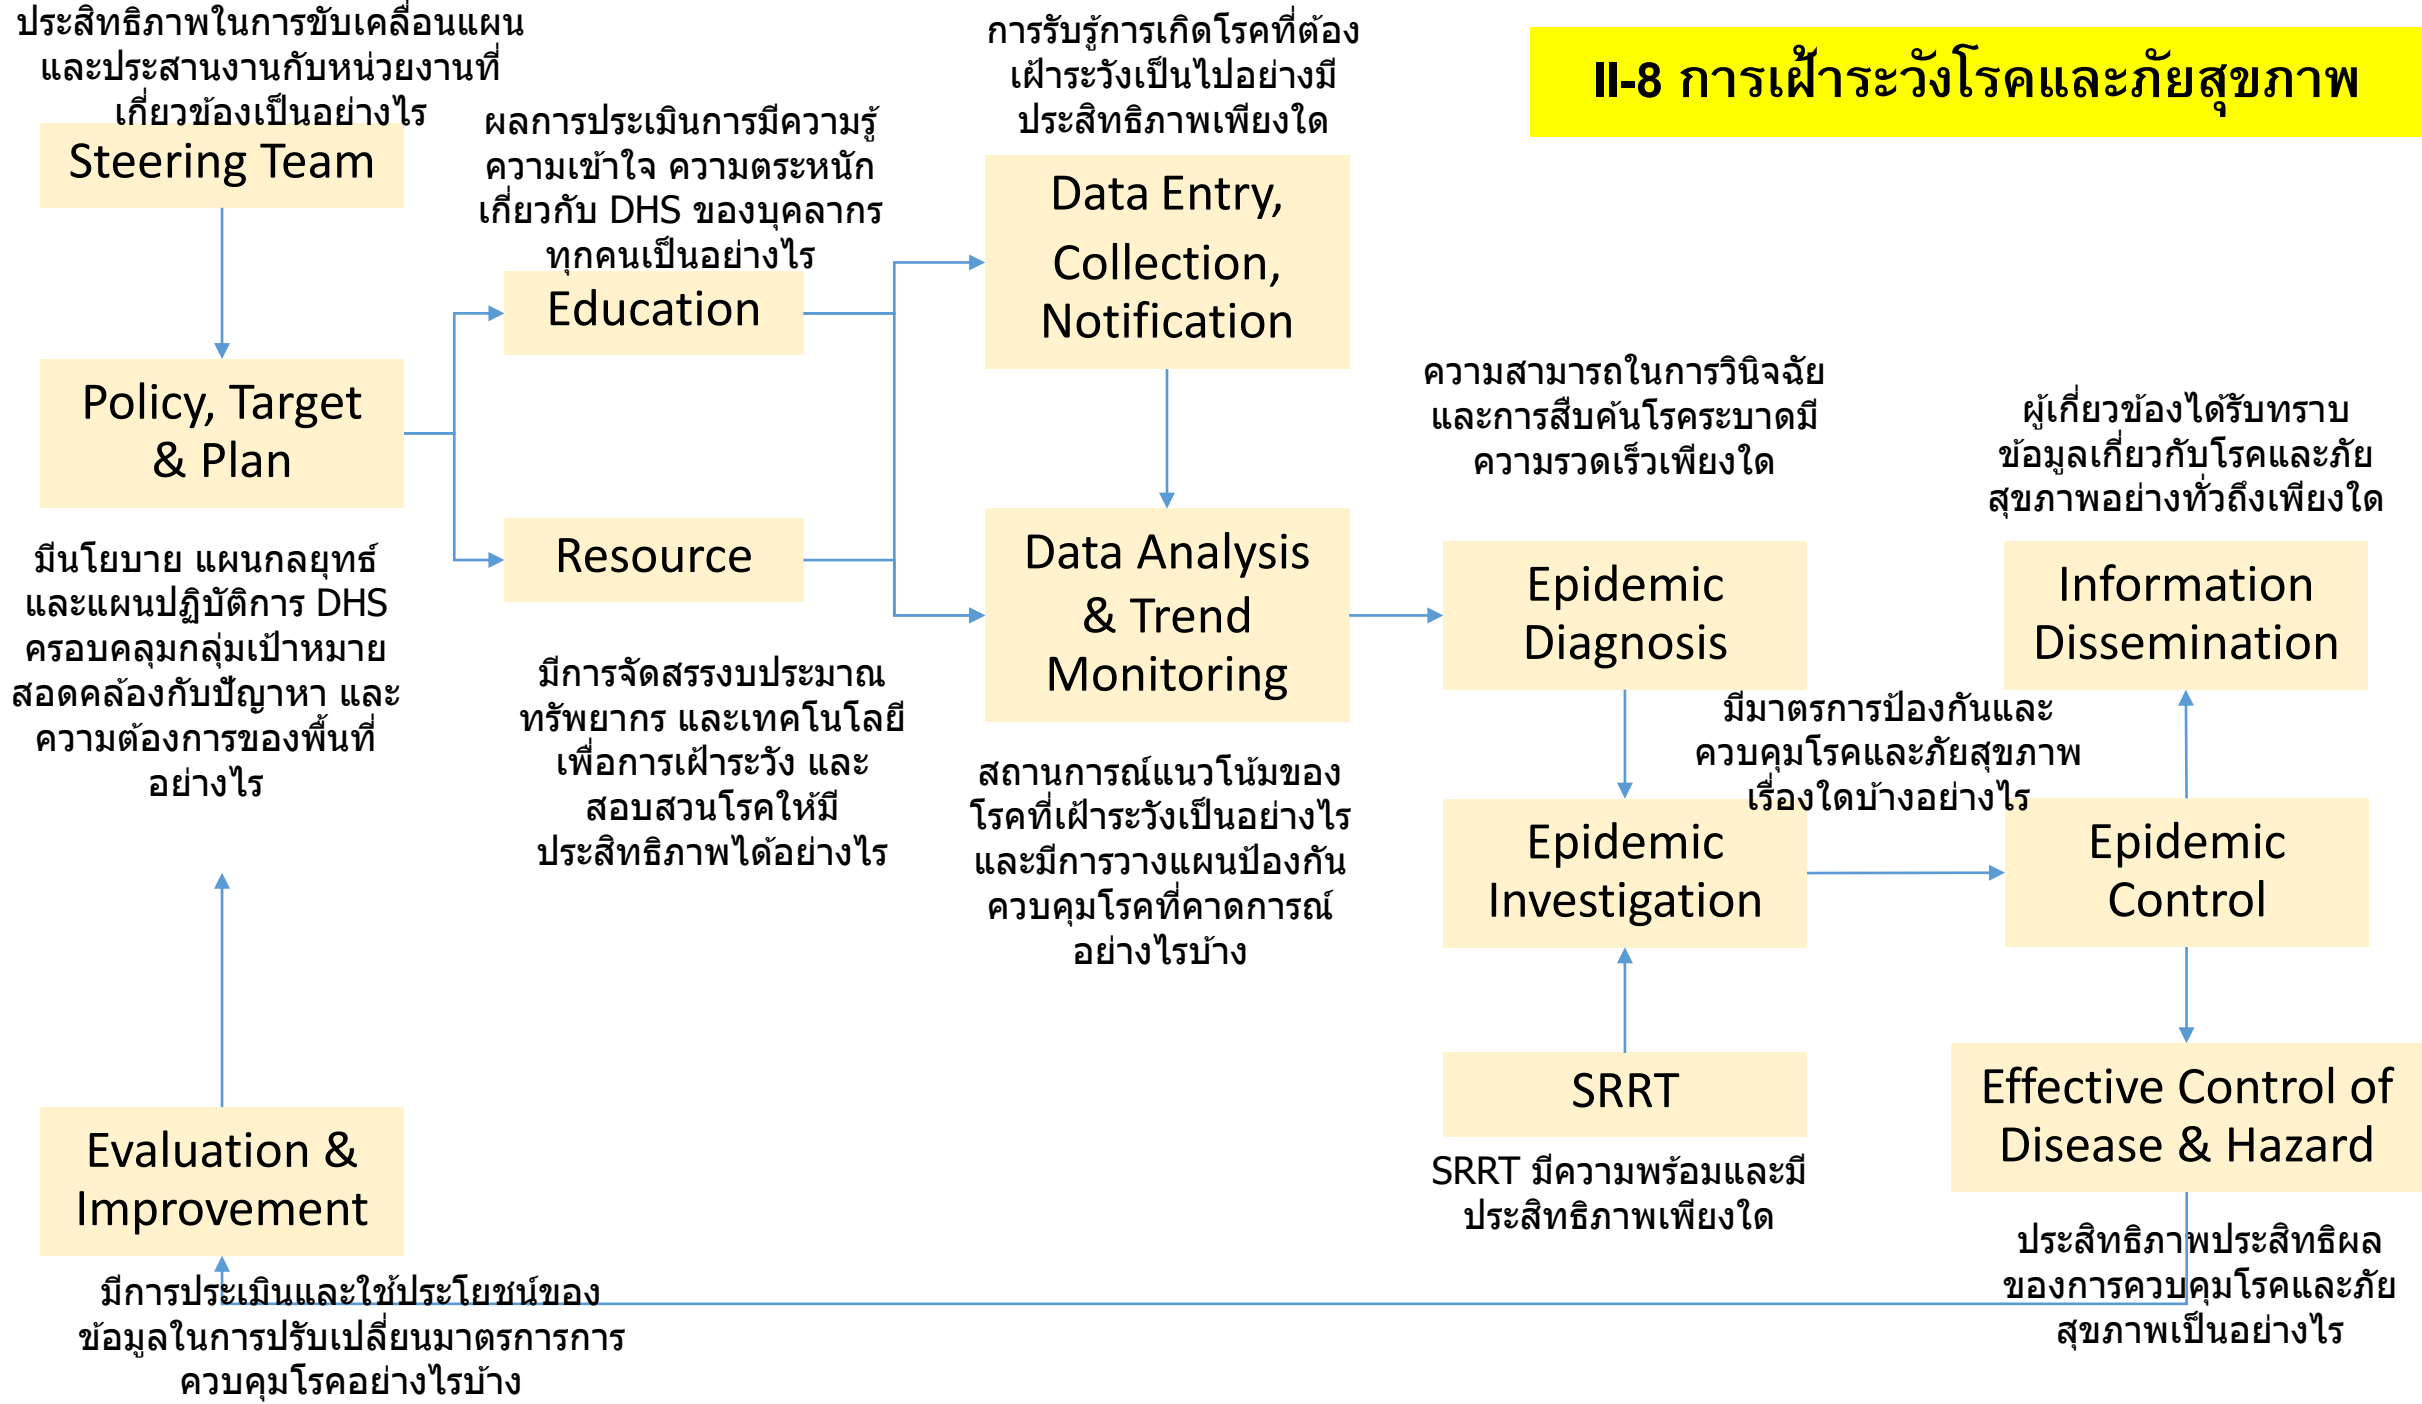 II-8 การเฝ้าระวังโรคและภัยสุขภาพ
ประสิทธิภาพในการขับเคลื่อนแผน
และประสานงานกับหน่วยงานที่
เกี่ยวข้องเป็นอย่างไร
Steering Team
Policy, Target
& Plan
มีนโยบาย แผนกลยุทธ์
และแผนปฏิบัติการ DHS
ครอบคลุมกลุ่มเป้าหมาย
สอดคล้องกับปัญาหา และ
ความต้องการของพื้นที่
อย่างไร
ผลการประเมินการมีความรู้
ความเข้าใจ ความตระหนัก
เกี่ยวกับ DHS ของบุคลากร
ทุกคนเป็นอย่างไร
Education
Resource
มีการจัดสรรงบประมาณ
ทรัพยากร และเทคโนโลยี
เพื่อการเฝ้าระวัง และ
สอบสวนโรคให้มี
ประสิทธิภาพได้อย่างไร
การรับรู้การเกิดโรคที่ต้อง
เฝ้าระวังเป็นไปอย่างมี
ประสิทธิภาพเพียงใด
Data Entry,
Collection,
Notification
Data Analysis
& Trend
Monitoring
สถานการณ์แนวโน้มของ
โรคที่เฝ้าระวังเป็นอย่างไร
และมีการวางแผนป้องกัน
ควบคุมโรคที่คาดการณ์
อย่างไรบ้าง
ความสามารถในการวินิจฉัย
และการสืบค้นโรคระบาดมี
ความรวดเร็วเพียงใด
Epidemic
Diagnosis
มีมาตรการป้องกันและ
ควบคุมโรคและภัยสุขภาพ
เรื่องใดบ้างอย่างไร
Epidemic
Investigation
SRRT
SRRT มีความพร้อมและมี
ประสิทธิภาพเพียงใด
ผู้เกี่ยวข้องได้รับทราบ
ข้อมูลเกี่ยวกับโรคและภัย
สุขภาพอย่างทั่วถึงเพียงใด
Information
Dissemination
Epidemic
Control
Effective Control of
Disease & Hazard
ประสิทธิภาพประสิทธิผล
ของการควบคุมโรคและภัย
สุขภาพเป็นอย่างไร
Evaluation &
Improvement
มีการประเมินและใช้ประโยชน์ของ
ข้อมูลในการปรับเปลี่ยนมาตรการการ
ควบคุมโรคอย่างไรบ้าง